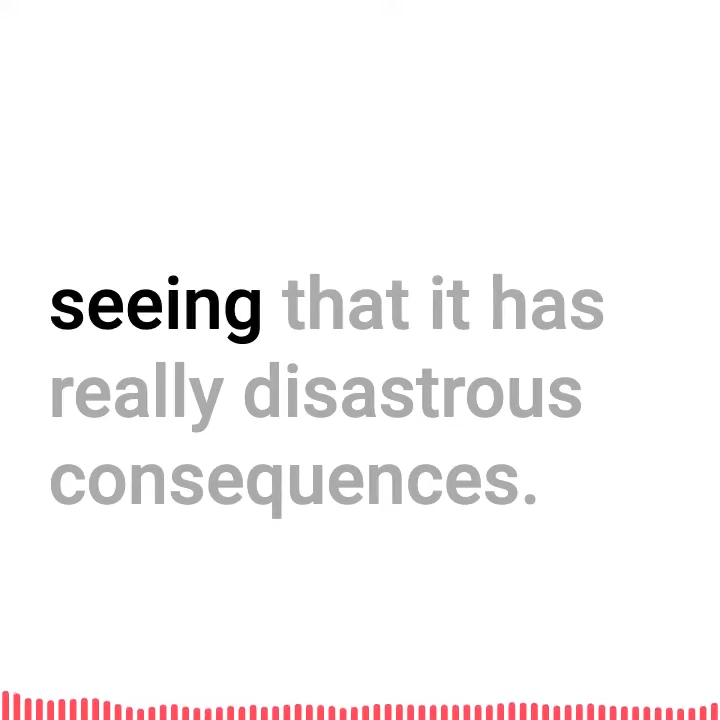 seeing that it has
really disastrous
consequences.